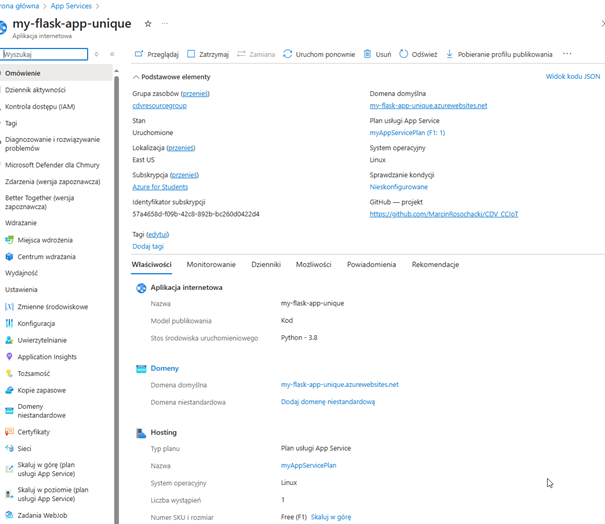 rona główna > App Services >
my-flask-app-unique
Aplikacja internetowa
Wyszukaj
Przeglądaj Zatrzymaj Zamiana Uruchom ponownie Usuń Odśwież Pobieranie profilu publikowania
Omówienie
Dziennik aktywności
Kontrola dostępu (IAM)
Tagi
Diagnozowanie i rozwiązywanie
problemów
Microsoft Defender dla Chmury
Zdarzenia (wersja zapoznawcza)
Better Together (wersja
zapoznawcza)
Wdrażanie
Miejsca wdrożenia
Centrum wdrażania
Wydajność
Ustawienia
Zmienne środowiskowe
Konfiguracja
Uwierzytelnianie
Application Insights
Tożsamość
Kopie zapasowe
Domeny
niestandardowe
Certyfikaty
Sieci
Skaluj w górę (plan
usługi App Service)
Skaluj w poziomie (plan
usługi App Service)
Zadania WebJob
Podstawowe elementy
Widok kodu JSON
Grupa zasobów (przenieś)
cdvresourcegroup
Stan
Uruchomione
Lokalizacja (przenieś)
East US
Subskrypcja (przenieś)
Azure for Students
Identyfikator subskrypcji
57a4658d-f09b-42c8-892b-bc260d0422d4
Domena domyślna
my-flask-app-unique.azurewebsites.net
Plan usługi App Service
myAppServicePlan (F1: 1)
System operacyjny
Linux
Sprawdzanie kondycji
Nieskonfigurowane
GitHub — projekt
https://github.com/MarcinRosochacki/CDV_CCIoT
Tagi (edytuj)
Dodaj tagi
Właściwości Monitorowanie Dzienniki Możliwości Powiadomienia Rekomendacje
Aplikacja internetowa
Nazwa my-flask-app-unique
Model publikowania Kod
Stos środowiska uruchomieniowego Python - 3.8
Domeny
Domena domyślna my-flask-app-unique.azurewebsites.net
Domena niestandardowa Dodaj domenę niestandardową
Hosting
Typ planu Plan usługi App Service
Nazwa myAppServicePlan
System operacyjny Linux
Liczba wystąpień 1
Numer SKU i rozmiar Free (F1) Skaluj w górę